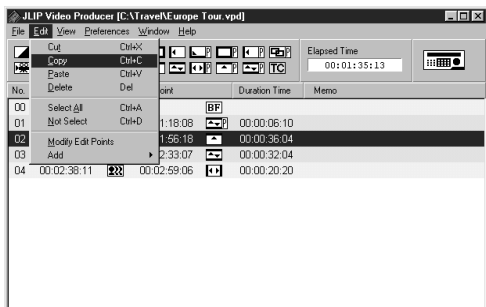 JLIP Video Producer [C:\Travel\Europe Tour.vpd]
File Edit View Preferences Window Help
Cut Ctrl+X
Copy Ctrl+C
Paste Ctrl+V
Delete Del
Select All Ctrl+A
Not Select Ctrl+D
Modify Edit Points
Add
P P P P
P P TC
Elapsed Time
00:01:35:13
No. oint Duration Time Memo
00 BF
01 1:18:08 P 00:00:06:10
02 1:56:18 00:00:36:04
03 2:33:07 00:00:32:04
04 00:02:38:11 00:02:59:06 00:00:20:20